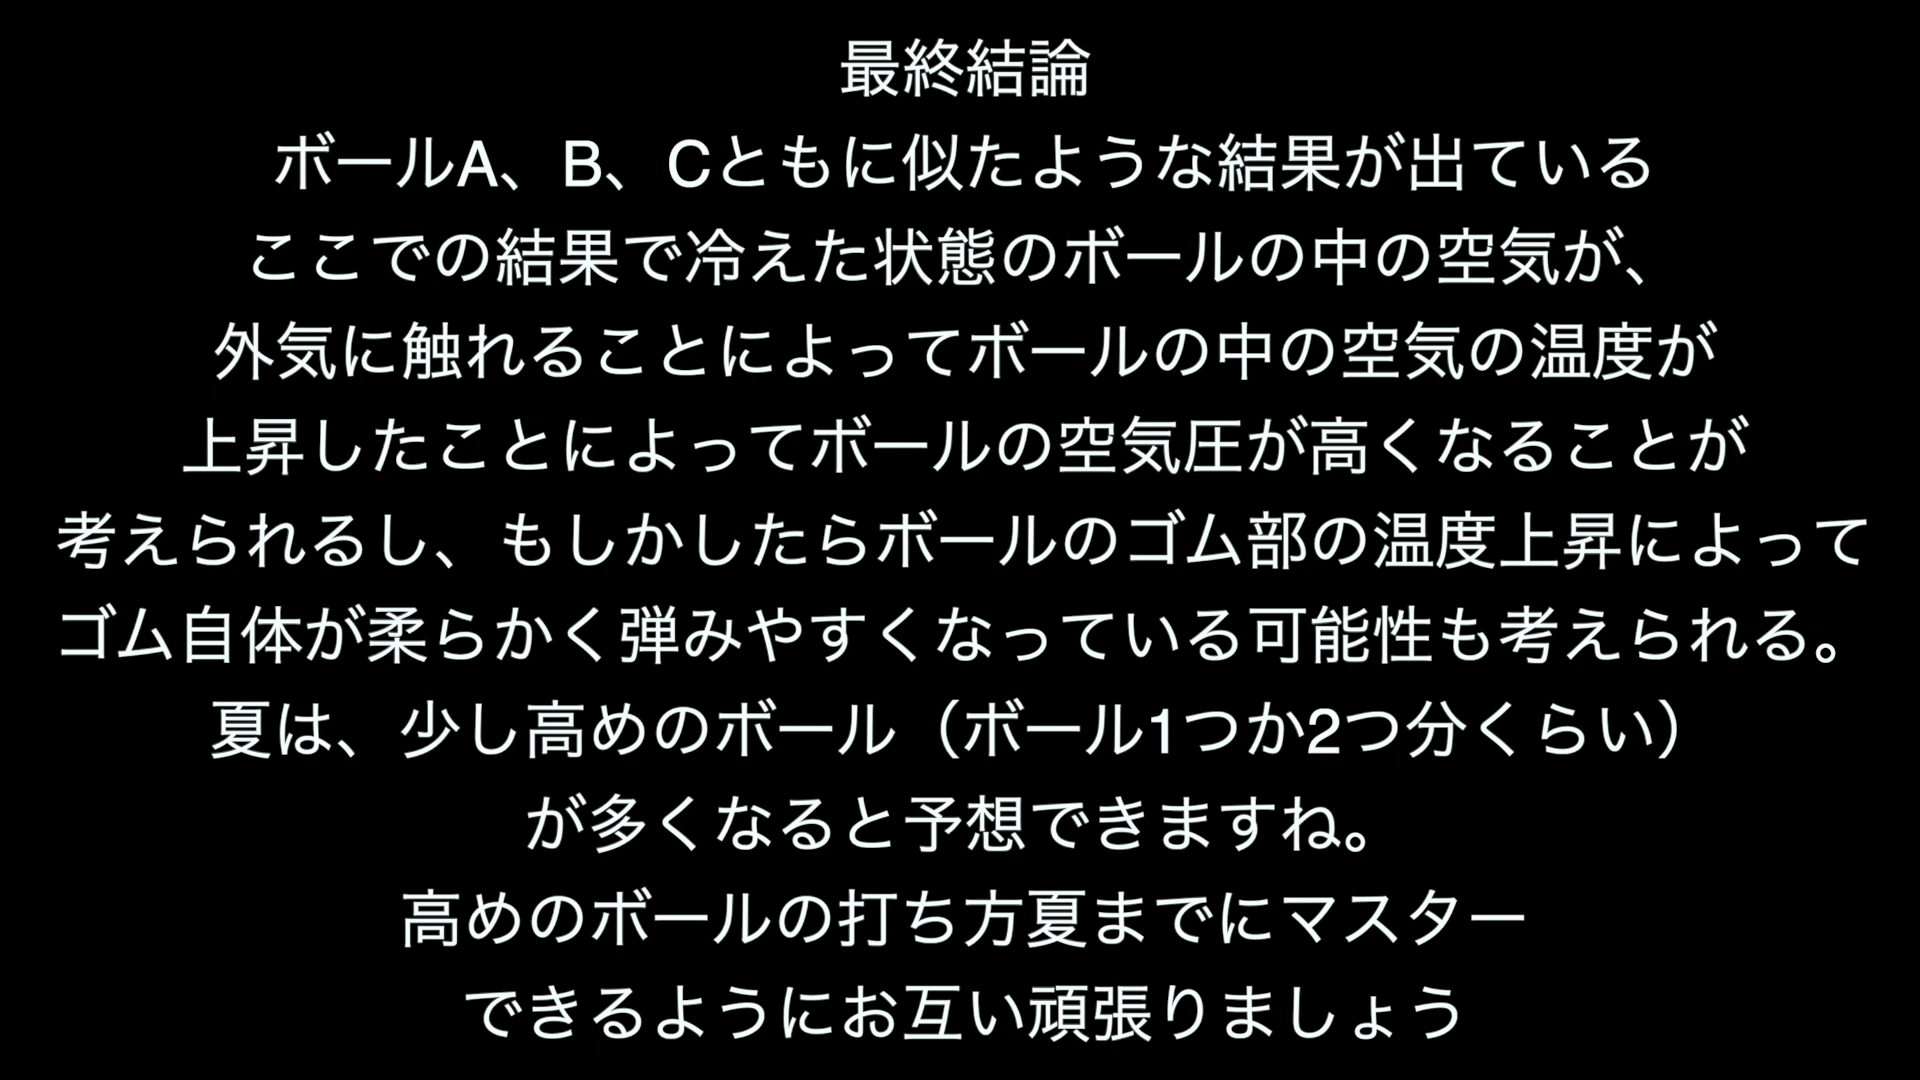 最終結論
ボールA、B、Cともに似たような結果が出ている
ここでの結果で冷えた状態のボールの中の空気が、
外気に触れることによってボールの中の空気の温度が
上昇したことによってボールの空気圧が高くなることが
考えられるし、もしかしたらボールのゴム部の温度上昇によって
ゴム自体が柔らかく弾みやすくなっている可能性も考えられる。
夏は、少し高めのボール（ボール1つか2つ分くらい）
が多くなると予想できますね。
高めのボールの打ち方夏までにマスター
できるようにお互い頑張りましょう